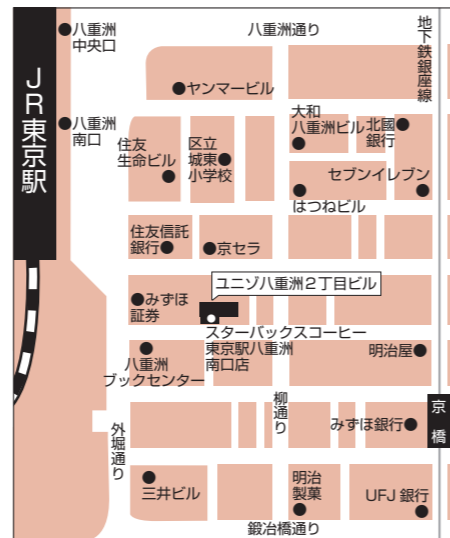 八重洲
中央口
八重洲通り
地下鉄銀座線
JR東京駅
ヤンマービル
八重洲
南口
大和
八重洲ビル
北國
銀行
住友
生命ビル
区立
城東
小学校
セブンイレブン
はつねビル
住友信託
銀行
京セラ
ユニゾ八重洲2丁目ビル
みずほ
証券
スターバックスコーヒー
東京駅八重洲
南口店
八重洲
ブックセンター
明治屋
柳通り
外堀通り
みずほ銀行
京橋
三井ビル
明治
製菓
UFJ銀行
鍛冶橋通り